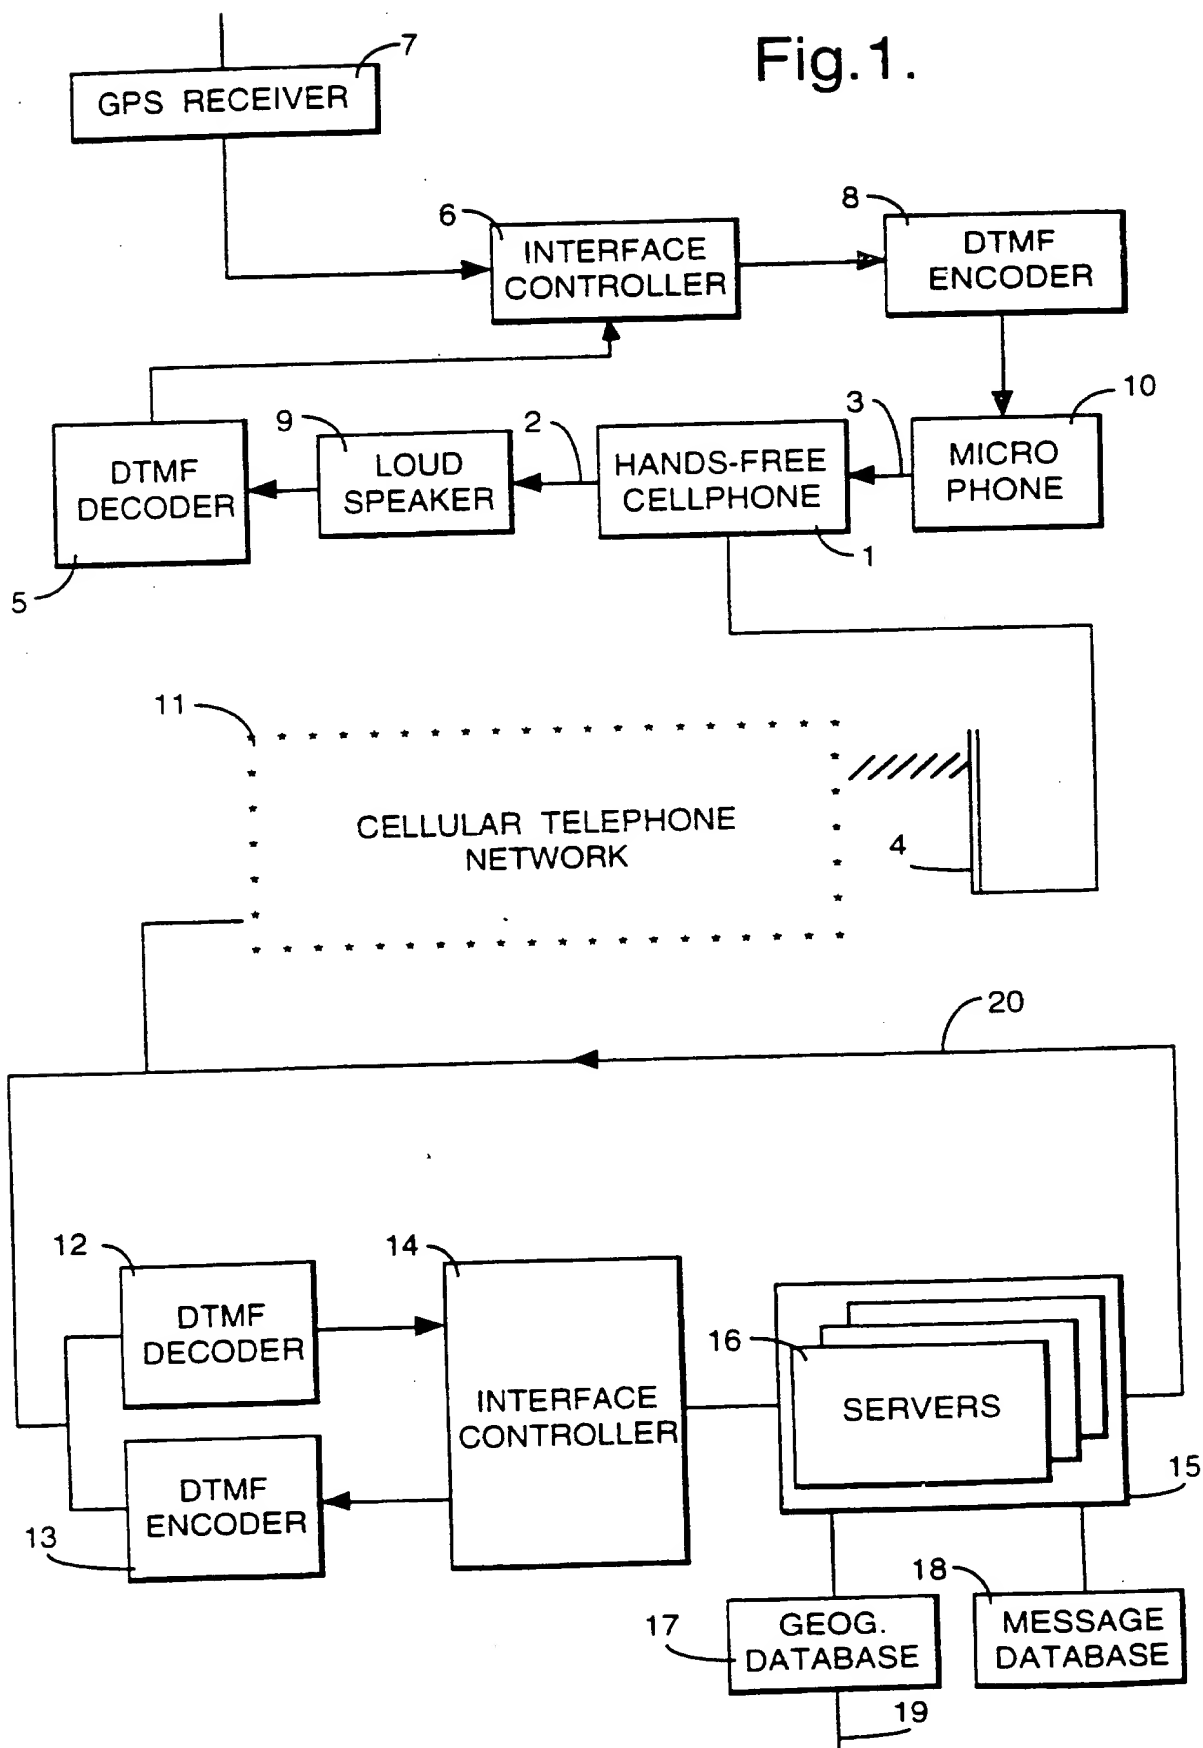 Fig.1.
7
GPS RECEIVER
6
INTERFACE
CONTROLLER
8
DTMF
ENCODER
9
2
3
10
DTMF
DECODER
LOUD
SPEAKER
HANDS-FREE
CELLPHONE
MICRO
PHONE
5
1
11
CELLULAR TELEPHONE
NETWORK
4
20
12
14
DTMF
DECODER
16
INTERFACE
CONTROLLER
SERVERS
DTMF
ENCODER
15
13
17
GEOG.
DATABASE
18
MESSAGE
DATABASE
19